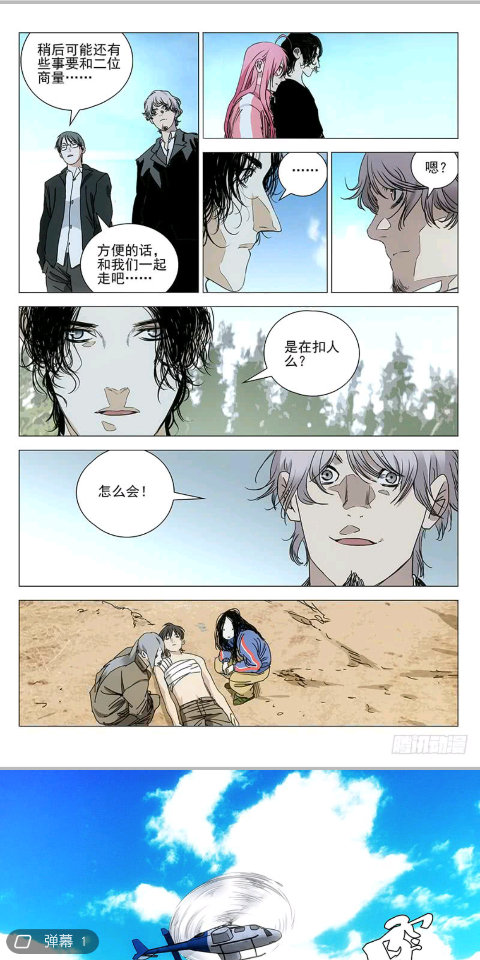 稍后可能还有
些事要和二位
商量……
方便的话，
和我们一起
走吧……
……
嗯？
是在扣人
么？
怎么会！
腾讯动漫
弹幕 1